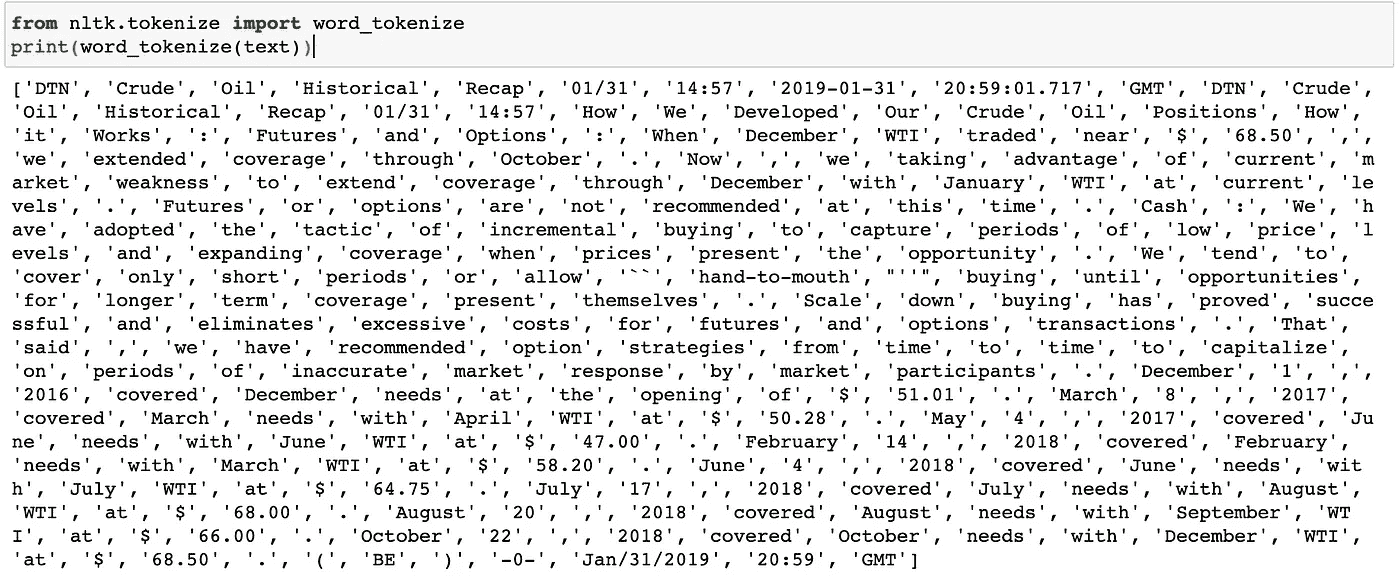 from nltk.tokenize import word_tokenize
print(word_tokenize(text))
['DTN', 'Crude', 'Oil', 'Historical', 'Recap', '01/31', '14:57', '2019-01-31', '20:59:01.717', 'GMT', 'DTN', 'Crude',
'Oil', 'Historical', 'Recap', '01/31', '14:57', 'How', 'We', 'Developed', 'Our', 'Crude', 'Oil', 'Positions', 'How',
'it', 'Works', ':', 'Futures', 'and', 'Options', ':', 'When', 'December', 'WTI', 'traded', 'near', '$', '68.50', ',',
'we', 'extended', 'coverage', 'through', 'October', '.', 'Now', ',', 'we', 'taking', 'advantage', 'of', 'current', 'm
arket', 'weakness', 'to', 'extend', 'coverage', 'through', 'December', 'with', 'January', 'WTI', 'at', 'current', 'le
vels', '.', 'Futures', 'or', 'options', 'are', 'not', 'recommended', 'at', 'this', 'time', '.', 'Cash', ':', 'We', 'h
ave', 'adopted', 'the', 'tactic', 'of', 'incremental', 'buying', 'to', 'capture', 'periods', 'of', 'low', 'price', 'l
evels', 'and', 'expanding', 'coverage', 'when', 'prices', 'present', 'the', 'opportunity', '.', 'We', 'tend', 'to',
'cover', 'only', 'short', 'periods', 'or', 'allow', '``', 'hand-to-mouth', "''", 'buying', 'until', 'opportunities',
'for', 'longer', 'term', 'coverage', 'present', 'themselves', '.', 'Scale', 'down', 'buying', 'has', 'proved', 'succe
ssful', 'and', 'eliminates', 'excessive', 'costs', 'for', 'futures', 'and', 'options', 'transactions', '.', 'That',
'said', ',', 'we', 'have', 'recommended', 'option', 'strategies', 'from', 'time', 'to', 'time', 'to', 'capitalize',
'on', 'periods', 'of', 'inaccurate', 'market', 'response', 'by', 'market', 'participants', '.', 'December', '1', ',',
'2016', 'covered', 'December', 'needs', 'at', 'the', 'opening', 'of', '$', '51.01', '.', 'March', '8', ',', '2017',
'covered', 'March', 'needs', 'with', 'April', 'WTI', 'at', '$', '50.28', '.', 'May', '4', ',', '2017', 'covered', 'Ju
ne', 'needs', 'with', 'June', 'WTI', 'at', '$', '47.00', '.', 'February', '14', ',', '2018', 'covered', 'February',
'needs', 'with', 'March', 'WTI', 'at', '$', '58.20', '.', 'June', '4', ',', '2018', 'covered', 'June', 'needs', 'wit
h', 'July', 'WTI', 'at', '$', '64.75', '.', 'July', '17', ',', '2018', 'covered', 'July', 'needs', 'with', 'August',
'WTI', 'at', '$', '68.00', '.', 'August', '20', ',', '2018', 'covered', 'August', 'needs', 'with', 'September', 'WT
I', 'at', '$', '66.00', '.', 'October', '22', ',', '2018', 'covered', 'October', 'needs', 'with', 'December', 'WTI',
'at', '$', '68.50', '.', '(', 'BE', ')', '-0-', 'Jan/31/2019', '20:59', 'GMT']